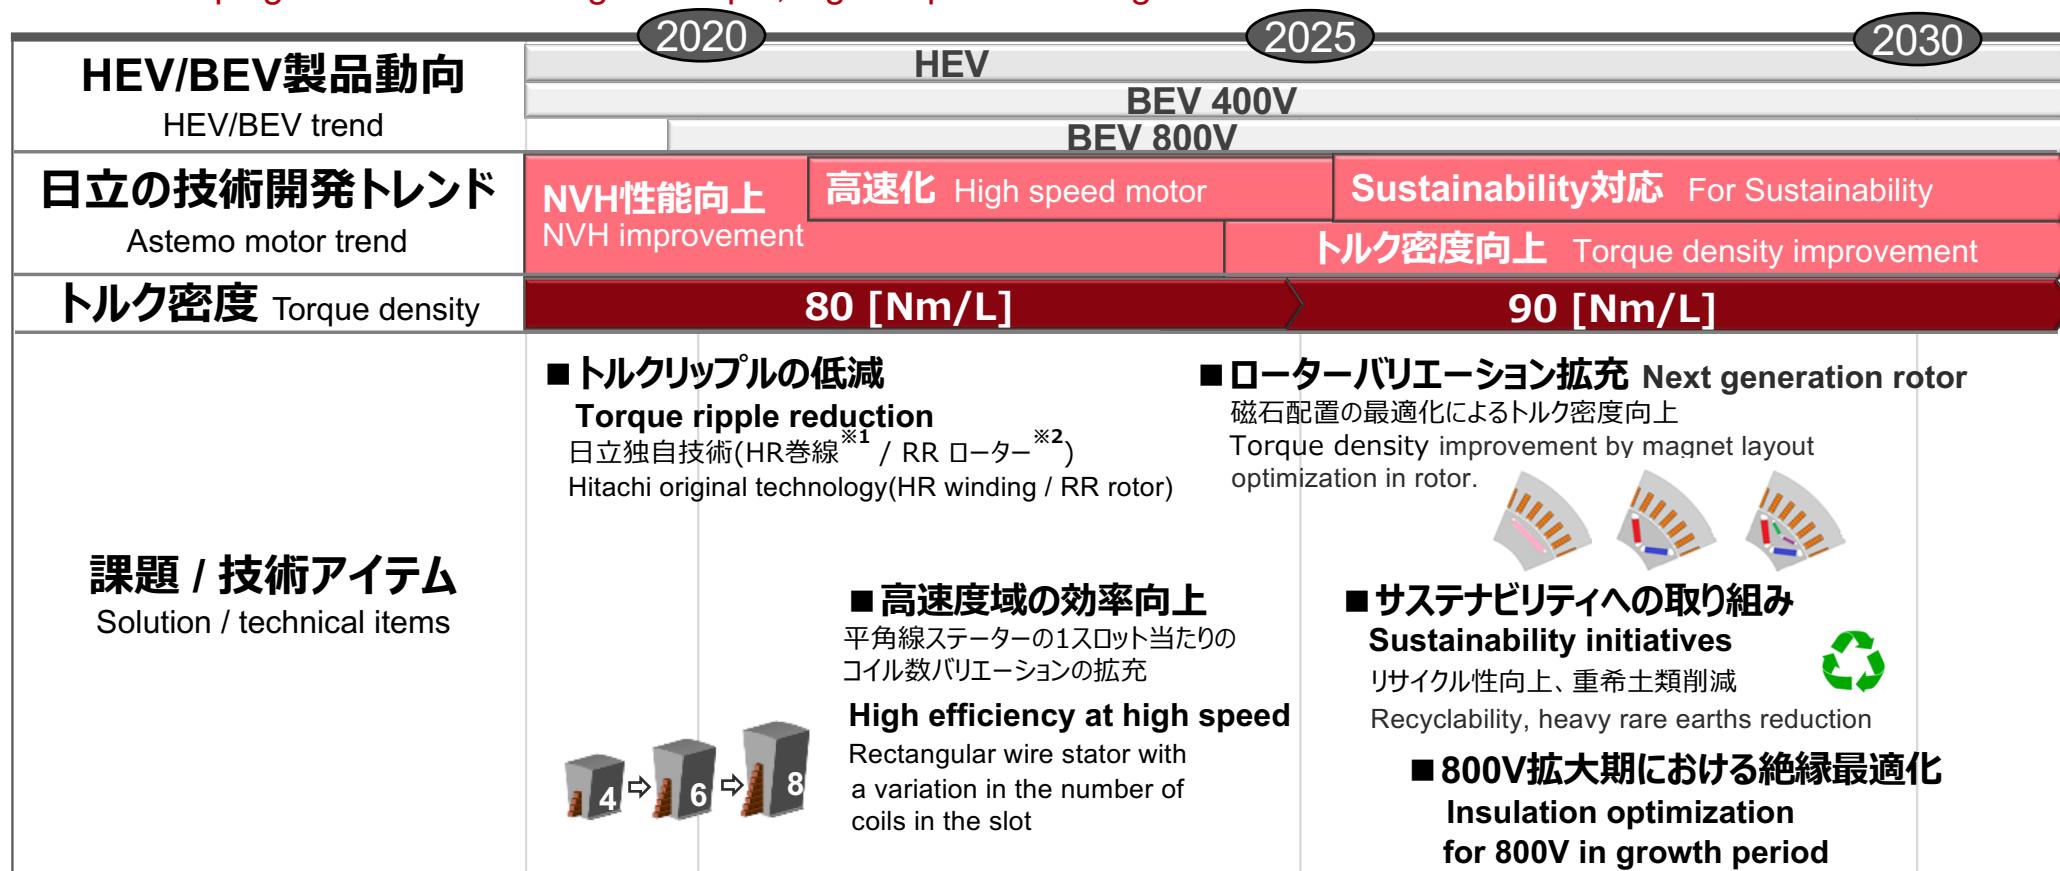 2020
2025
2030
HEV/BEV製品動向
HEV/BEV trend
HEV
BEV 400V
BEV 800V
日立の技術開発トレンド
Astemo motor trend
NVH性能向上
NVH improvement
高速化 High speed motor
Sustainability対応 For Sustainability
トルク密度向上 Torque density improvement
トルク密度 Torque density
80 [Nm/L]
90 [Nm/L]
課題 / 技術アイテム
Solution / technical items
■トルクリップルの低減
Torque ripple reduction
日立独自技術(HR巻線※1 / RR ローター※2)
Hitachi original technology(HR winding / RR rotor)
■ローターバリエーション拡充 Next generation rotor
磁石配置の最適化によるトルク密度向上
Torque density improvement by magnet layout
optimization in rotor.
■高速度域の効率向上
平角線ステーターの1スロット当たりの
コイル数バリエーションの拡充
High efficiency at high speed
Rectangular wire stator with
a variation in the number of
coils in the slot
4 ⇨ 6 ⇨ 8
■サステナビリティへの取り組み
Sustainability initiatives
リサイクル性向上、重希土類削減
Recyclability, heavy rare earths reduction
■800V拡大期における絶縁最適化
Insulation optimization
for 800V in growth period